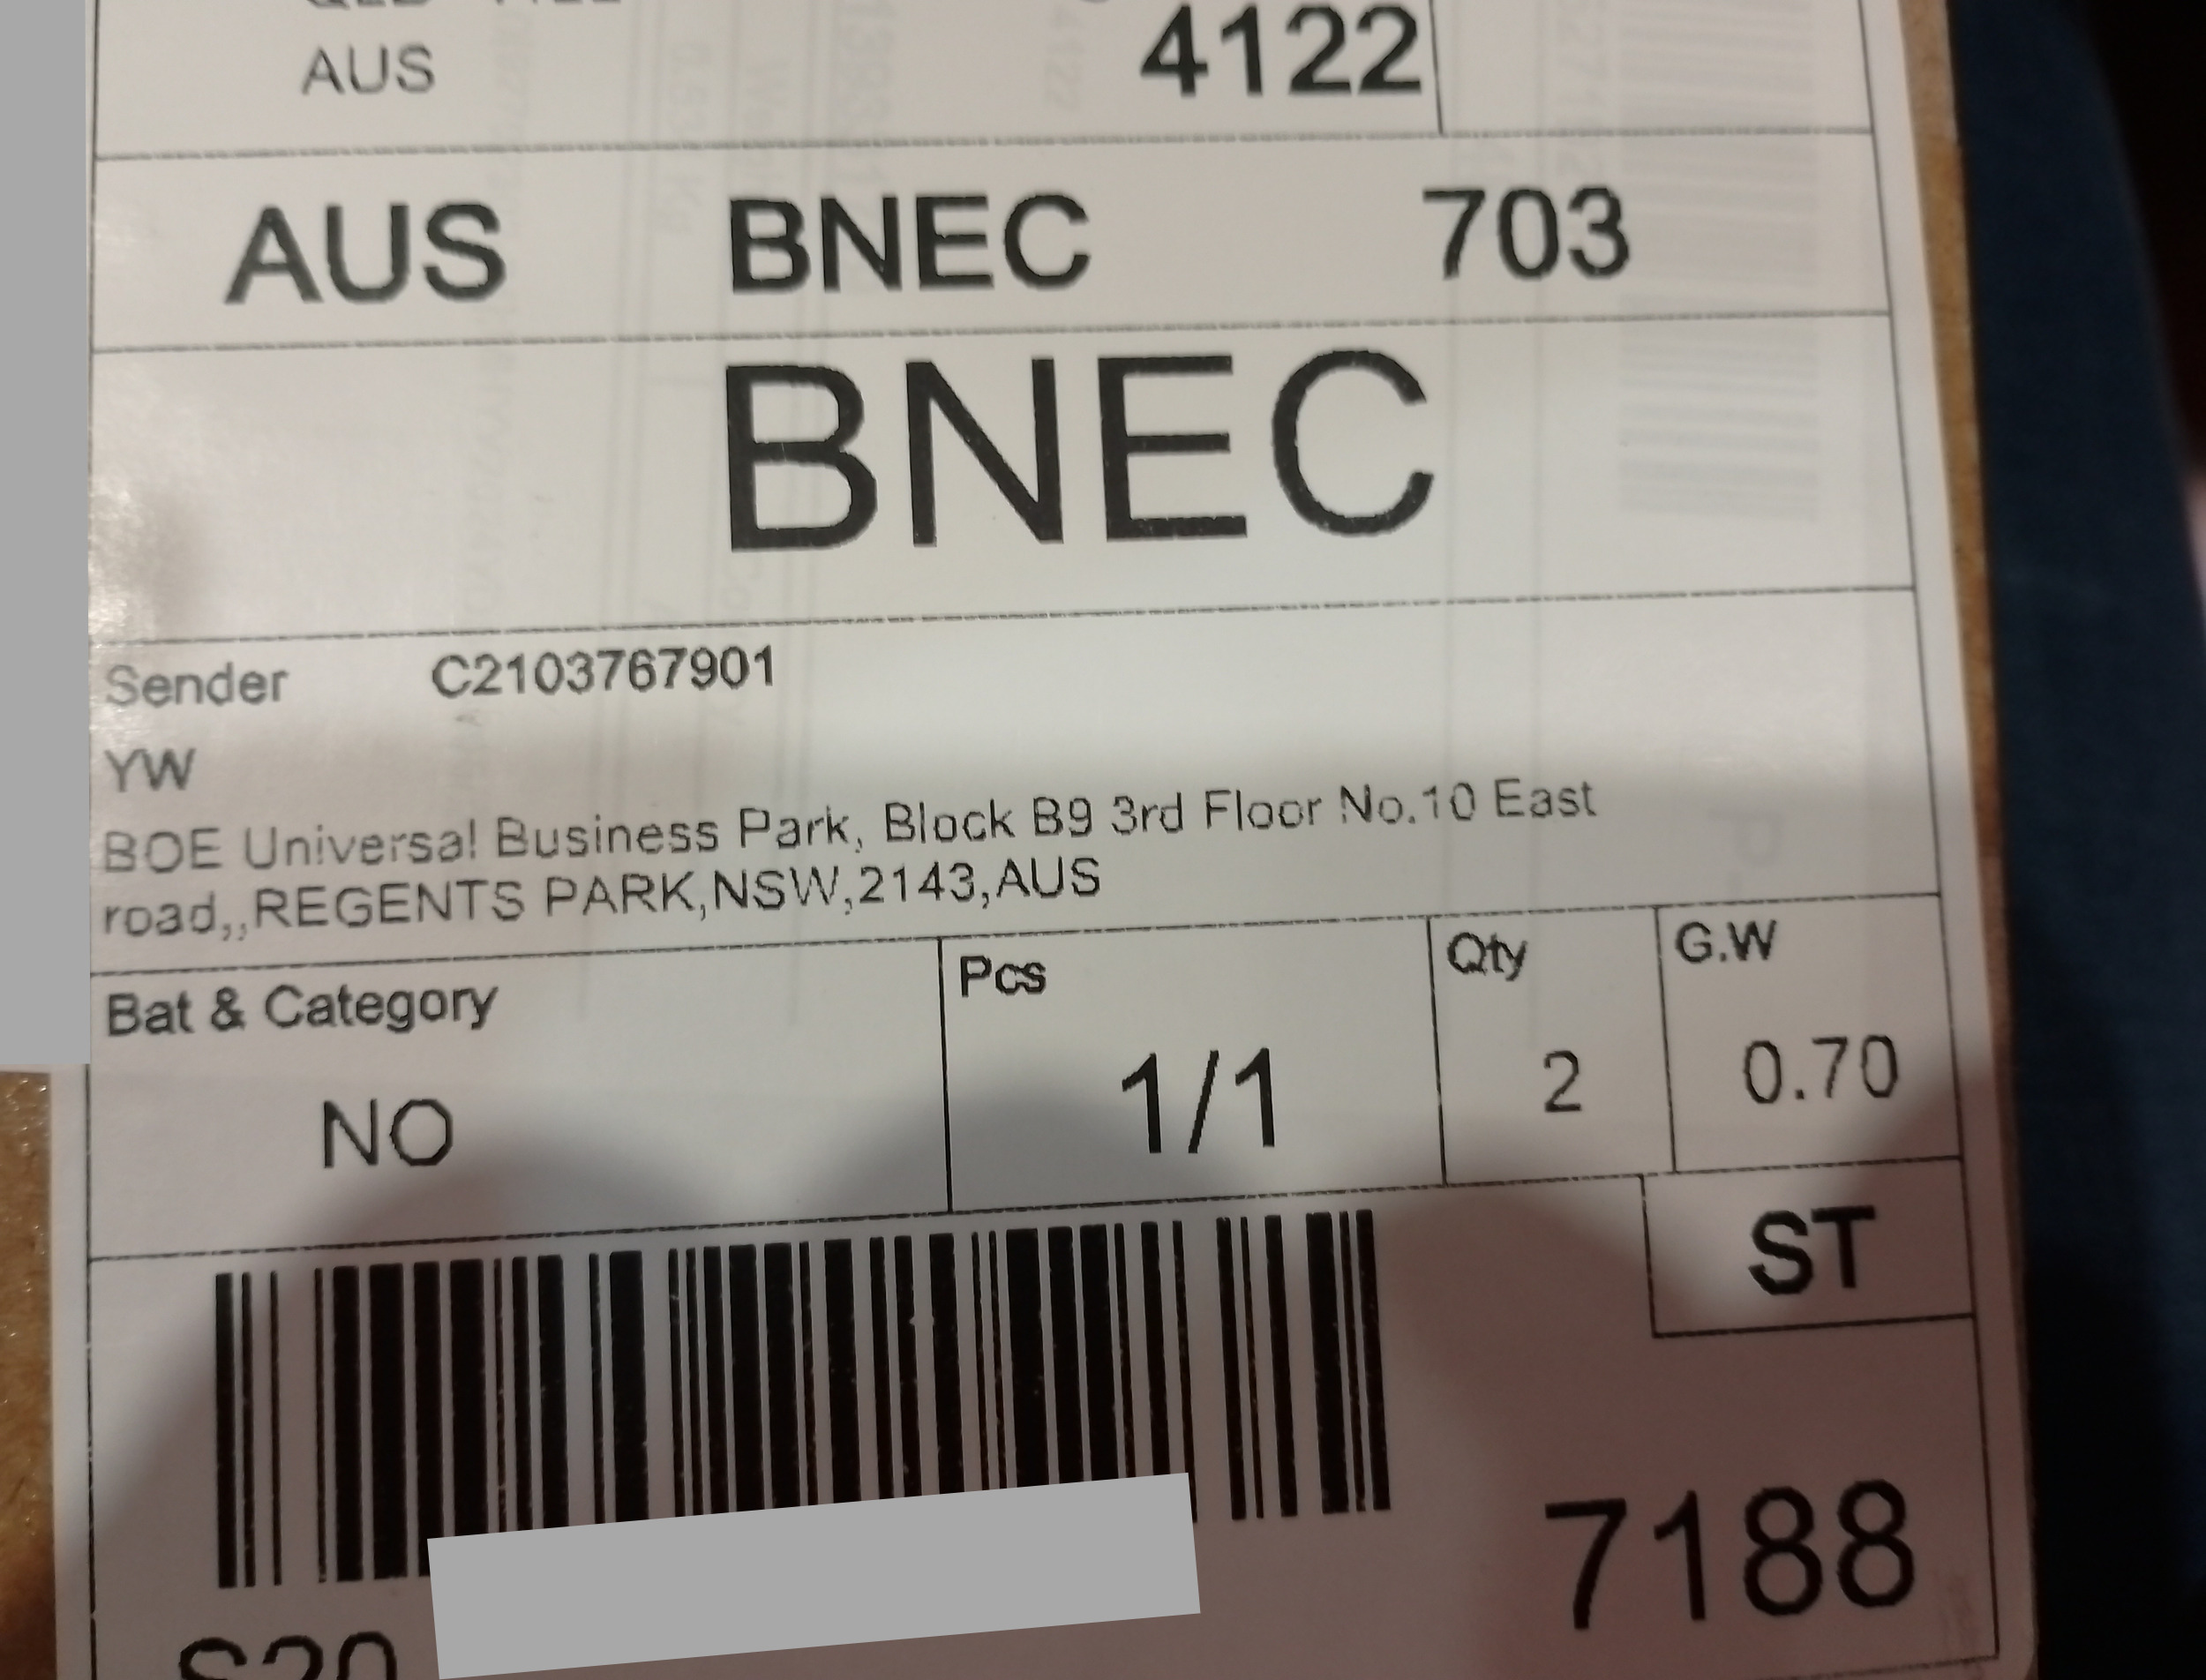 AUS
4122
AUS BNEC 703
BNEC
Sender C2103767901
YW
BOE Universal Business Park, Block B9 3rd Floor No.10 East
road,,REGENTS PARK,NSW,2143,AUS
Bat & Category
NO
Pcs
1/1
Qty
2
G.W
0.70
ST
7188
S20